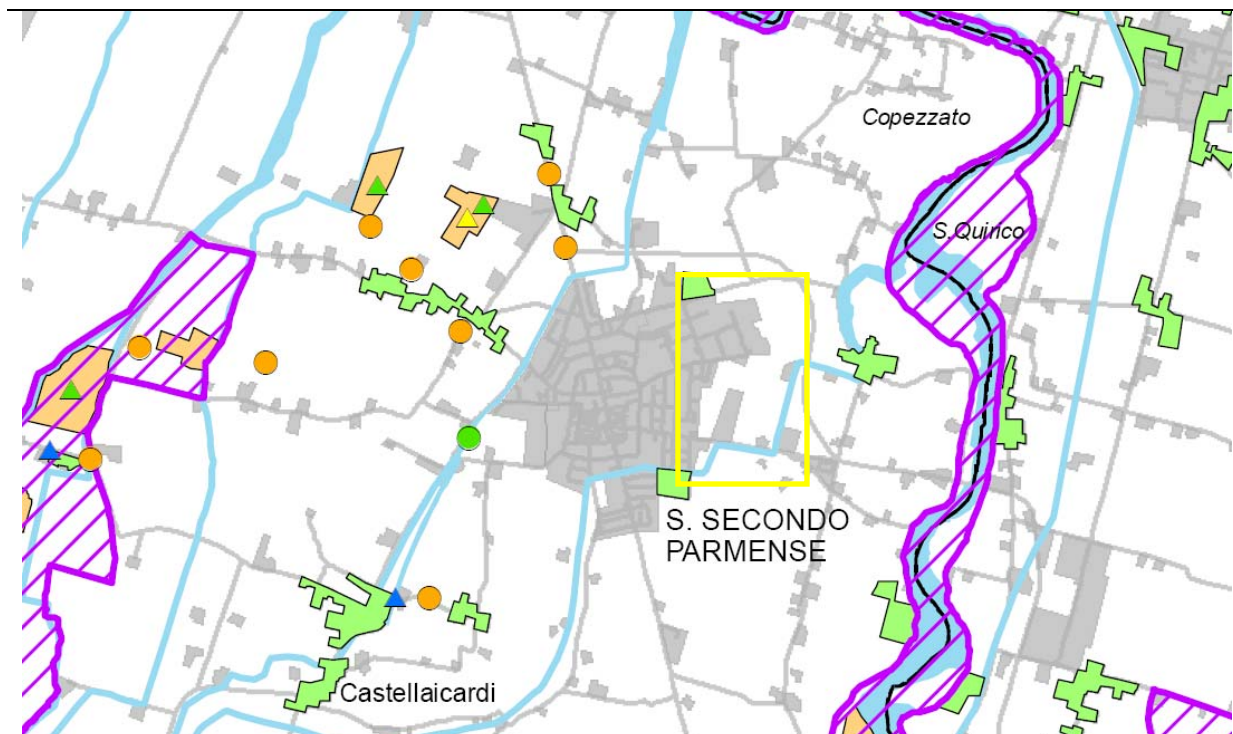 Copezzato
S.Quirico
S. SECONDO
PARMENSE
Castellaicardi